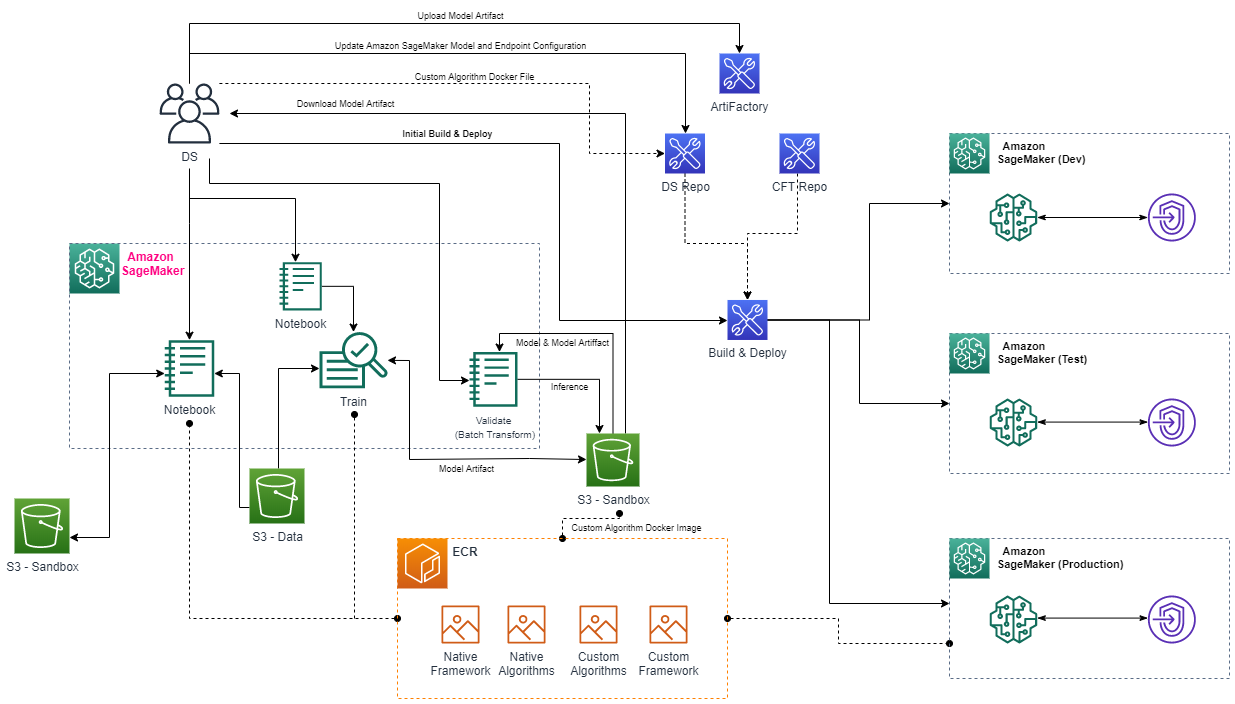 Upload Model Artifact
Update Amazon SageMaker Model and Endpoint Configuration
Custom Algorithm Docker File
Download Model Artifact
ArtiFactory
Initial Build & Deploy
DS
DS Repo
CFT Repo
Amazon
SageMaker (Dev)
Amazon
SageMaker
Notebook
Model & Model Artiffact
Build & Deploy
Amazon
SageMaker (Test)
Inference
Notebook
Train
Validate
(Batch Transform)
Model Artifact
S3 - Sandbox
S3 - Data
S3 - Sandbox
Custom Algorithm Docker Image
ECR
Amazon
SageMaker (Production)
Native
Framework
Native
Algorithms
Custom
Algorithms
Custom
Framework